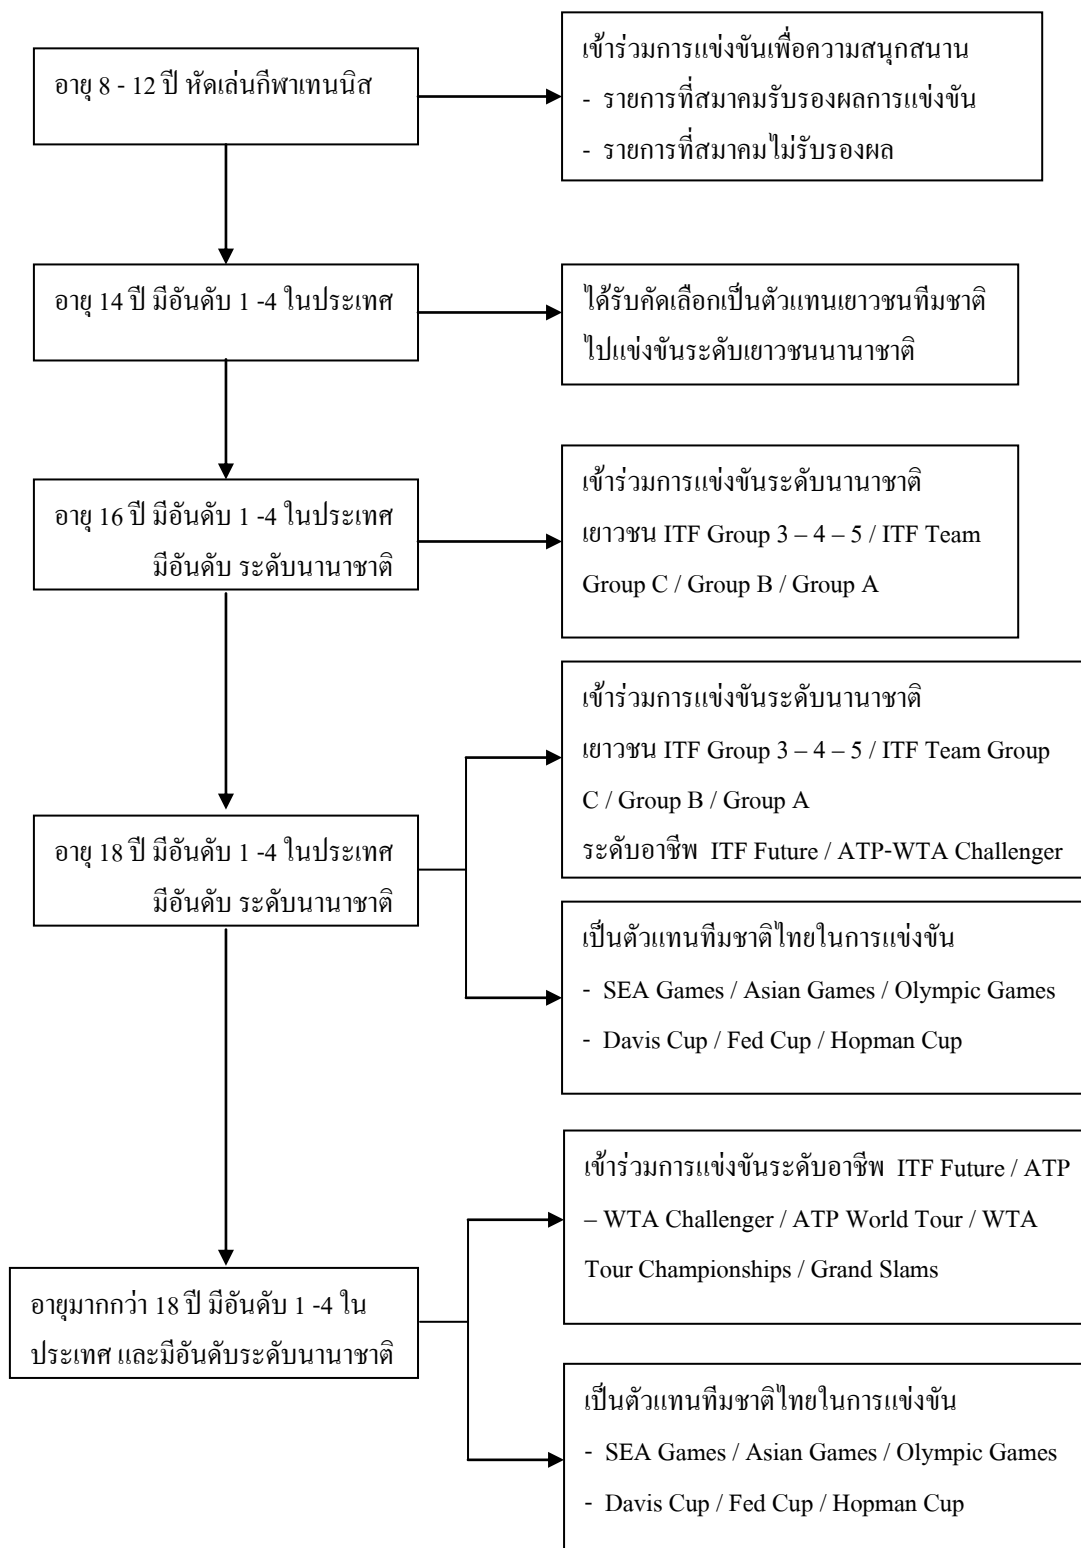 อายุ 8 - 12 ปี หัดเล่นกีฬาเทนนิส
เข้าร่วมการแข่งขันเพื่อความสนุกสนาน
- รายการที่สมาคมรับรองผลการแข่งขัน
- รายการที่สมาคมไม่รับรองผล
อายุ 14 ปี มีอันดับ 1 -4 ในประเทศ
ได้รับคัดเลือกเป็นตัวแทนเยาวชนทีมชาติ
ไปแข่งขันระดับเยาวชนนานาชาติ
อายุ 16 ปี มีอันดับ 1 -4 ในประเทศ
มีอันดับ ระดับนานาชาติ
เข้าร่วมการแข่งขันระดับนานาชาติ
เยาวชน ITF Group 3 – 4 – 5 / ITF Team
Group C / Group B / Group A
อายุ 18 ปี มีอันดับ 1 -4 ในประเทศ
มีอันดับ ระดับนานาชาติ
เข้าร่วมการแข่งขันระดับนานาชาติ
เยาวชน ITF Group 3 – 4 – 5 / ITF Team Group
C / Group B / Group A
ระดับอาชีพ ITF Future / ATP-WTA Challenger
เป็นตัวแทนทีมชาติไทยในการแข่งขัน
- SEA Games / Asian Games / Olympic Games
- Davis Cup / Fed Cup / Hopman Cup
อายุมากกว่า 18 ปี มีอันดับ 1 -4 ใน
ประเทศ และมีอันดับระดับนานาชาติ
เข้าร่วมการแข่งขันระดับอาชีพ ITF Future / ATP
– WTA Challenger / ATP World Tour / WTA
Tour Championships / Grand Slams
เป็นตัวแทนทีมชาติไทยในการแข่งขัน
- SEA Games / Asian Games / Olympic Games
- Davis Cup / Fed Cup / Hopman Cup